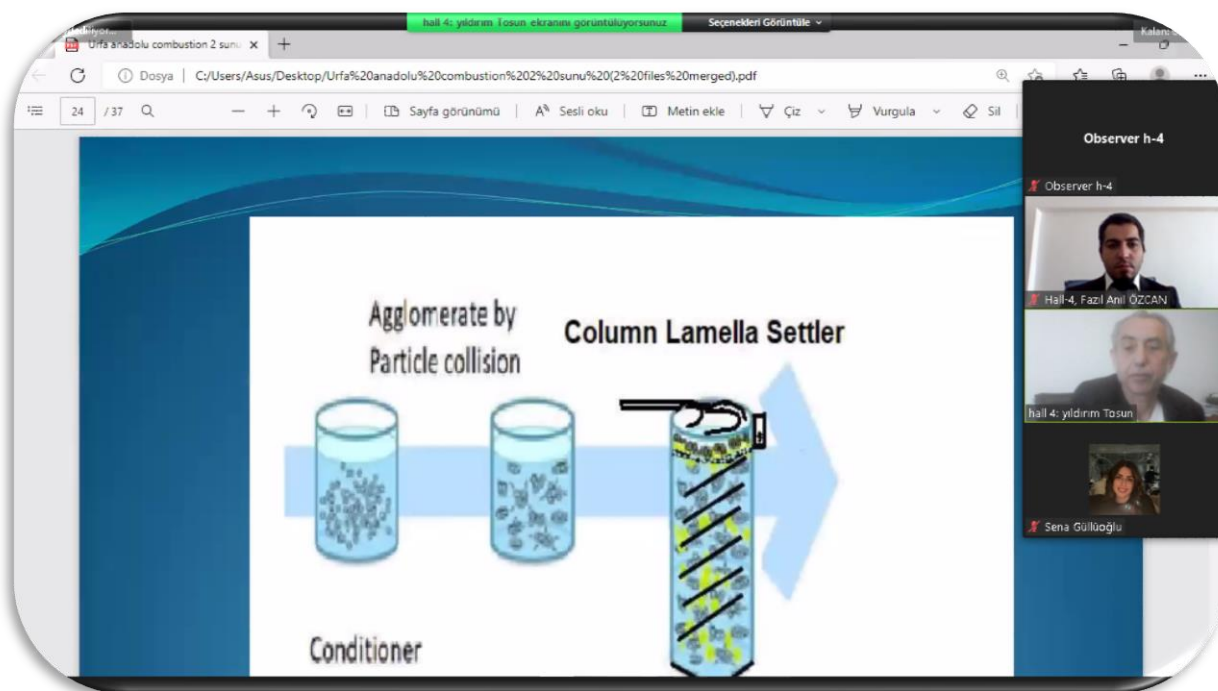 hall 4: yıldırım Tosun ekranını görüntülüyorsunuz
Seçenekleri Görüntüle
Urfa anadolu combustion 2 sunu
Dosya
C:/Users/Asus/Desktop/Urfa%20anadolu%20combustion%202%20sunu%20(2%20files%20merged).pdf
24 / 37
Sayfa görünümü
Sesli oku
Metin ekle
Çiz
Vurgula
Sil
Observer h-4
Observer h-4
Hall-4, Fazıl Anıl ÖZCAN
hall 4: yıldırım Tosun
Sena Güllüoğlu
Agglomerate by
Particle collision
Column Lamella Settler
Conditioner